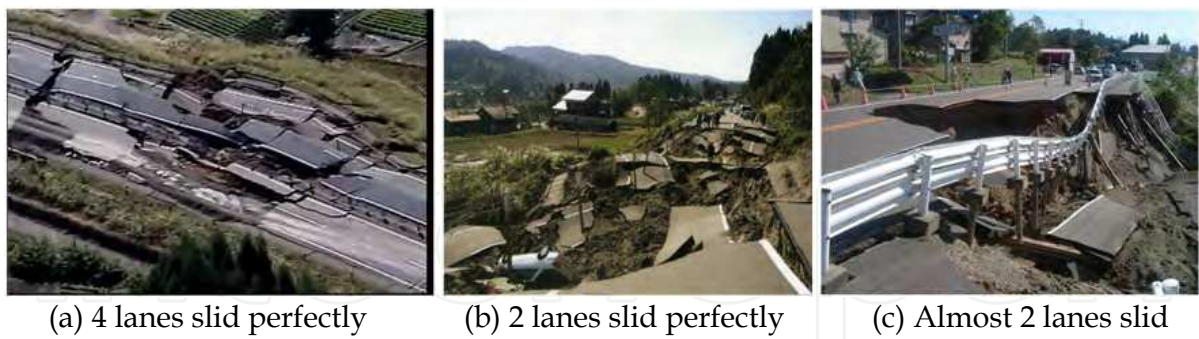 (a) 4 lanes slid perfectly
(b) 2 lanes slid perfectly
(c) Almost 2 lanes slid